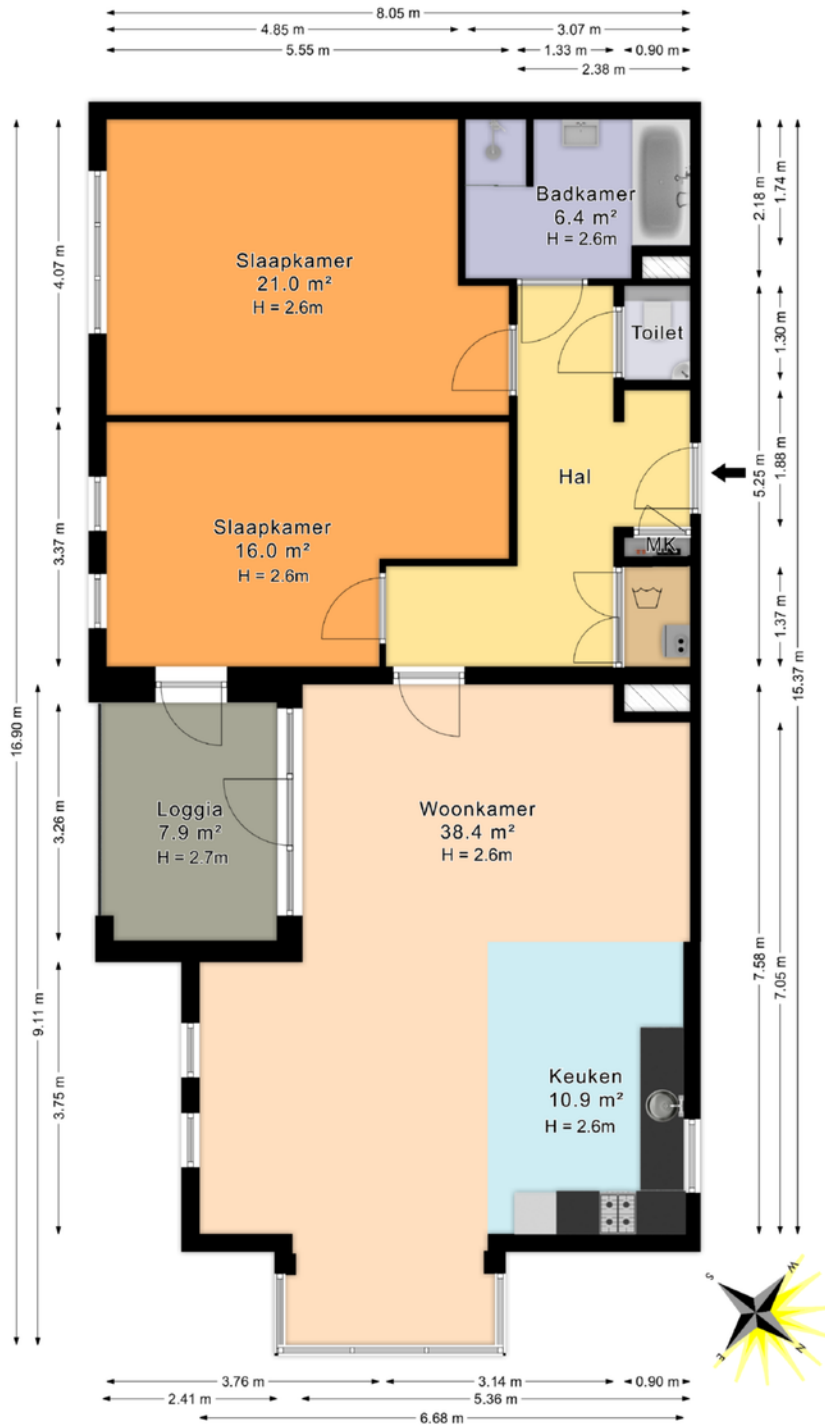 8.05 m
4.85 m
3.07 m
5.55 m
1.33 m
0.90 m
2.38 m
Badkamer
6.4 m²
H = 2.6m
2.18 m
1.74 m
4.07 m
Slaapkamer
21.0 m²
H = 2.6m
Toilet
1.30 m
Hal
5.25 m
1.88 m
3.37 m
Slaapkamer
16.0 m²
H = 2.6m
MK
1.37 m
15.37 m
16.90 m
3.26 m
Loggia
7.9 m²
H = 2.7m
Woonkamer
38.4 m²
H = 2.6m
7.58 m
7.05 m
9.11 m
3.75 m
Keuken
10.9 m²
H = 2.6m
S
W
E
N
3.76 m
3.14 m
0.90 m
2.41 m
5.36 m
6.68 m